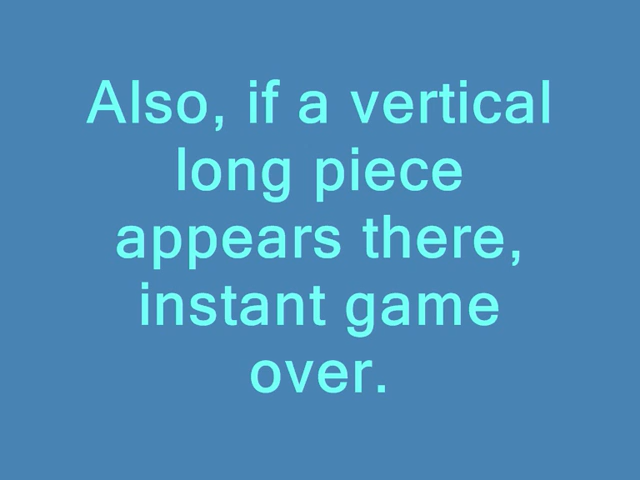 Also, if a vertical
long piece
appears there,
instant game
over.